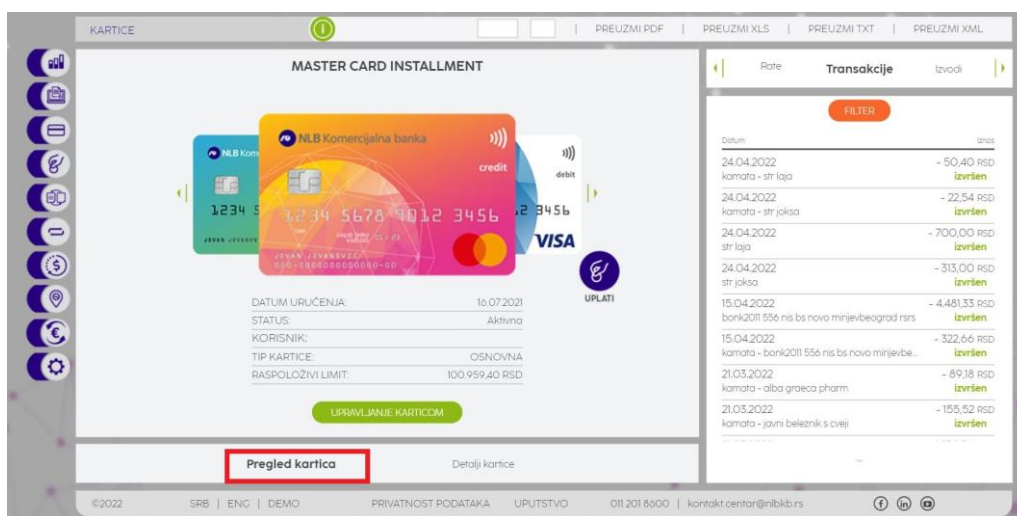 KARTICE
PREUZMI PDF | PREUZMI XLS | PREUZMI TXT | PREUZMI XML
MASTER CARD INSTALLMENT
NLB Kom
1234 5
NLB Komercijalna banka
credit
1234 5678 9012 3456
JOVAN JOVANOVIC
debit
2 3456
VISA
UPLATI
DATUM URUČENJA: 16.07.2021
STATUS: Aktivna
KORISNIK:
TIP KARTICE: OSNOVNA
RASPOLOŽIVI LIMIT: 100.959,40 RSD
UPRAVLJANJE KARTICOM
Pregled kartica
Detalji kartice
Rate
Transakcije
Izvodi
FILTER
Datum Iznos
24.04.2022 - 50,40 RSD
kamata - str laja izvršen
24.04.2022 - 22,54 RSD
kamata - str joksa izvršen
24.04.2022 - 700,00 RSD
str laja izvršen
24.04.2022 - 313,00 RSD
str joksa izvršen
15.04.2022 - 4.481,33 RSD
bonk2011 556 nis bs novo mirijevbeograd rsrs izvršen
15.04.2022 - 322,66 RSD
kamata - bonk2011 556 nis bs novo mirijevbe... izvršen
21.03.2022 - 89,18 RSD
kamata - alba graeca pharm izvršen
21.03.2022 - 155,52 RSD
kamata - javni beleznik s cveji izvršen
©2022 SRB | ENG | DEMO PRIVATNOST PODATAKA UPUTSTVO 011 201 8600 | kontakt.centar@nlbkb.rs